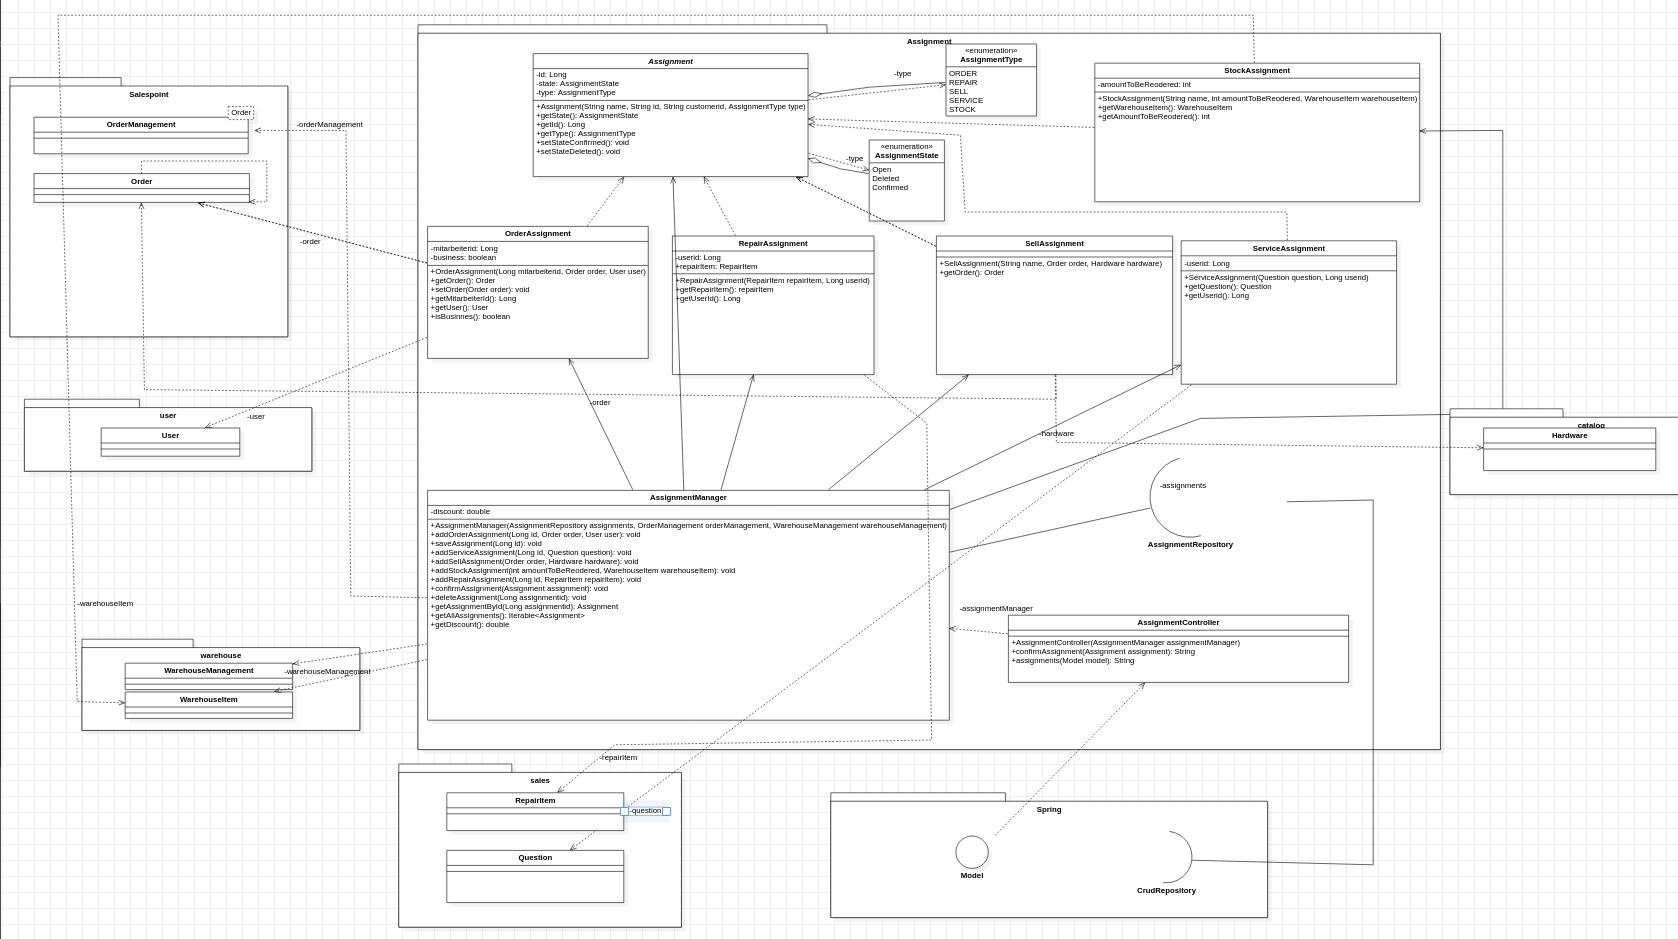 Assignment
Assignment
-id: Long
-state: AssignmentState
-type: AssignmentType
+Assignment(String name, String id, String customerid, AssignmentType type)
+getState(): AssignmentState
+getId(): Long
+getType(): AssignmentType
+setStateConfirmed(): void
+setStateDeleted(): void
-type
«enumeration»
AssignmentType
ORDER
REPAIR
SELL
SERVICE
STOCK
-type
«enumeration»
AssignmentState
Open
Deleted
Confirmed
StockAssignment
-amountToBeReodered: int
+StockAssignment(String name, int amountToBeReodered, WarehouseItem warehouseItem)
+getWarehouseItem(): WarehouseItem
+getAmountToBeReodered(): int
Salespoint
Order
OrderManagement
Order
-orderManagement
-order
OrderAssignment
-mitarbeiterid: Long
-business: boolean
+OrderAssignment(Long mitarbeiterid, Order order, User user)
+getOrder(): Order
+setOrder(Order order): void
+getMitarbeiterId(): Long
+getUser(): User
+isBusinnes(): boolean
RepairAssignment
-userid: Long
+repairItem: RepairItem
+RepairAssignment(RepairItem repairItem, Long userId)
+getRepairItem(): repairItem
+getUserId(): Long
SellAssignment
+SellAssignment(String name, Order order, Hardware hardware)
+getOrder(): Order
ServiceAssignment
-userid: Long
+ServiceAssignment(Question question, Long userid)
+getQuestion(): Question
+getUserid(): Long
user
User
-user
-order
-hardware
catalog
Hardware
AssignmentManager
-discount: double
+AssignmentManager(AssignmentRepository assignments, OrderManagement orderManagement, WarehouseManagement warehouseManagement)
+addOrderAssignment(Long id, Order order, User user): void
+saveAssignment(Long id): void
+addServiceAssignment(Long id, Question question): void
+addSellAssignment(Order order, Hardware hardware): void
+addStockAssignment(int amountToBeReodered, WarehouseItem warehouseItem): void
+addRepairAssignment(Long id, RepairItem repairItem): void
+confirmAssignment(Assignment assignment): void
+deleteAssignment(Long assignmentid): void
+getAssignmentById(Long assignmentid): Assignment
+getAllAssignments(): Iterable<Assignment>
+getDiscount(): double
-assignments
AssignmentRepository
-assignmentManager
AssignmentController
+AssignmentController(AssignmentManager assignmentManager)
+confirmAssignment(Assignment assignment): String
+assignments(Model model): String
-warehouseItem
warehouse
WarehouseManagement
WarehouseItem
-warehouseManagement
-repairItem
sales
RepairItem
-question
Question
Spring
Model
CrudRepository